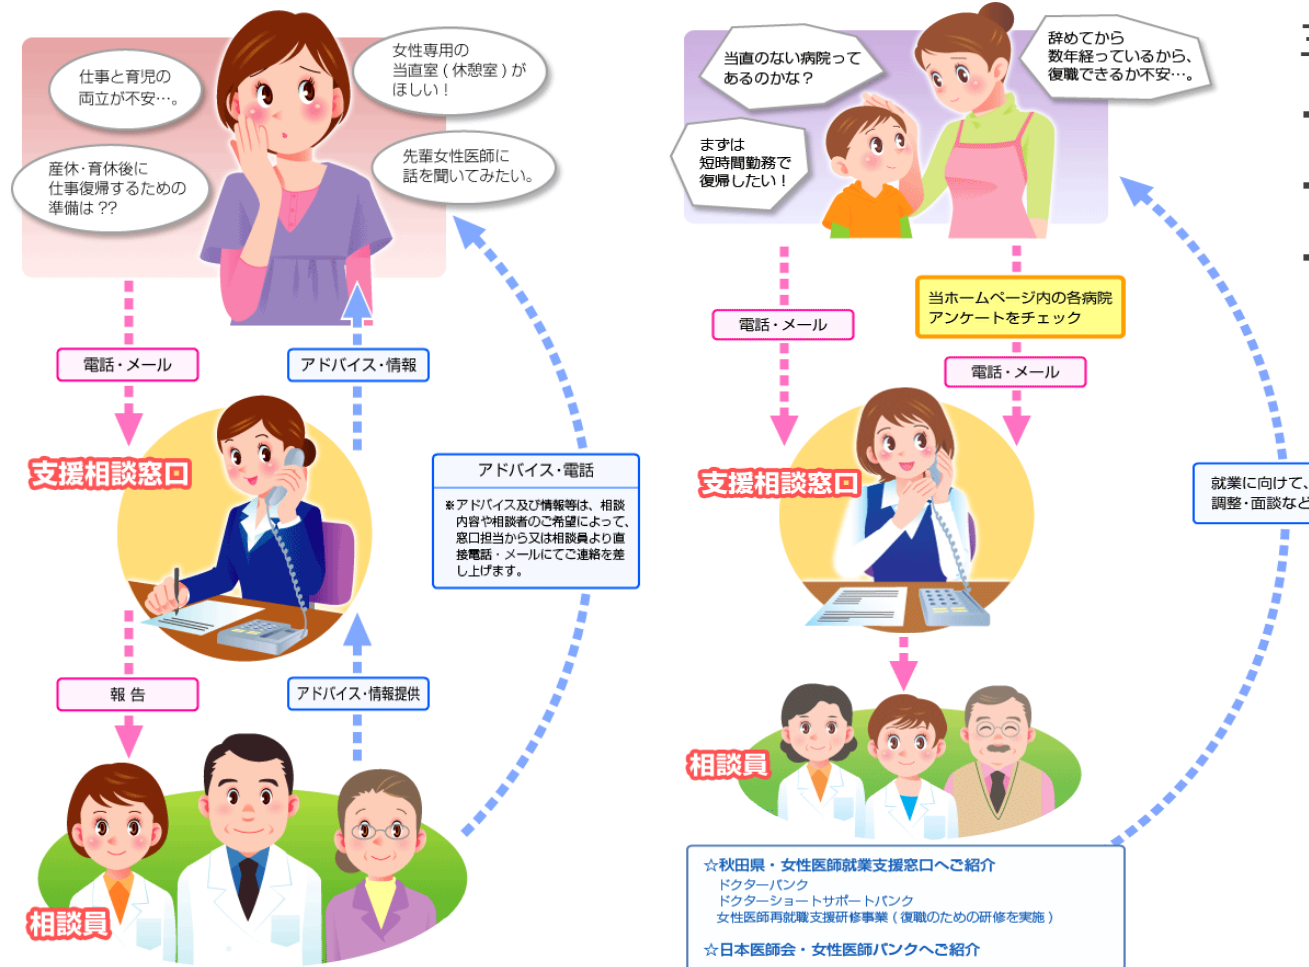 仕事と育児の
両立が不安…。
女性専用の
当直室(休憩室)が
ほしい！
産休・育休後に
仕事復帰するための
準備は??
先輩女性医師に
話を聞いてみたい。
電話・メール
アドバイス・情報
支援相談窓口
アドバイス・電話
※アドバイス及び情報等は、相談
内容や相談者のご希望によって、
窓口担当から又は相談員より直
接電話・メールにてご連絡を差
し上げます。
報告
アドバイス・情報提供
相談員
当直のない病院って
あるのかな？
辞めてから
数年経っているから、
復職できるか不安…。
まずは
短時間勤務で
復帰したい！
電話・メール
当ホームページ内の各病院
アンケートをチェック
電話・メール
支援相談窓口
就業に向けて、
調整・面談など
相談員
☆秋田県・女性医師就業支援窓口へご紹介
ドクターバンク
ドクターショートサポートバンク
女性医師再就職支援研修事業(復職のための研修を実施)
☆日本医師会・女性医師バンクへご紹介